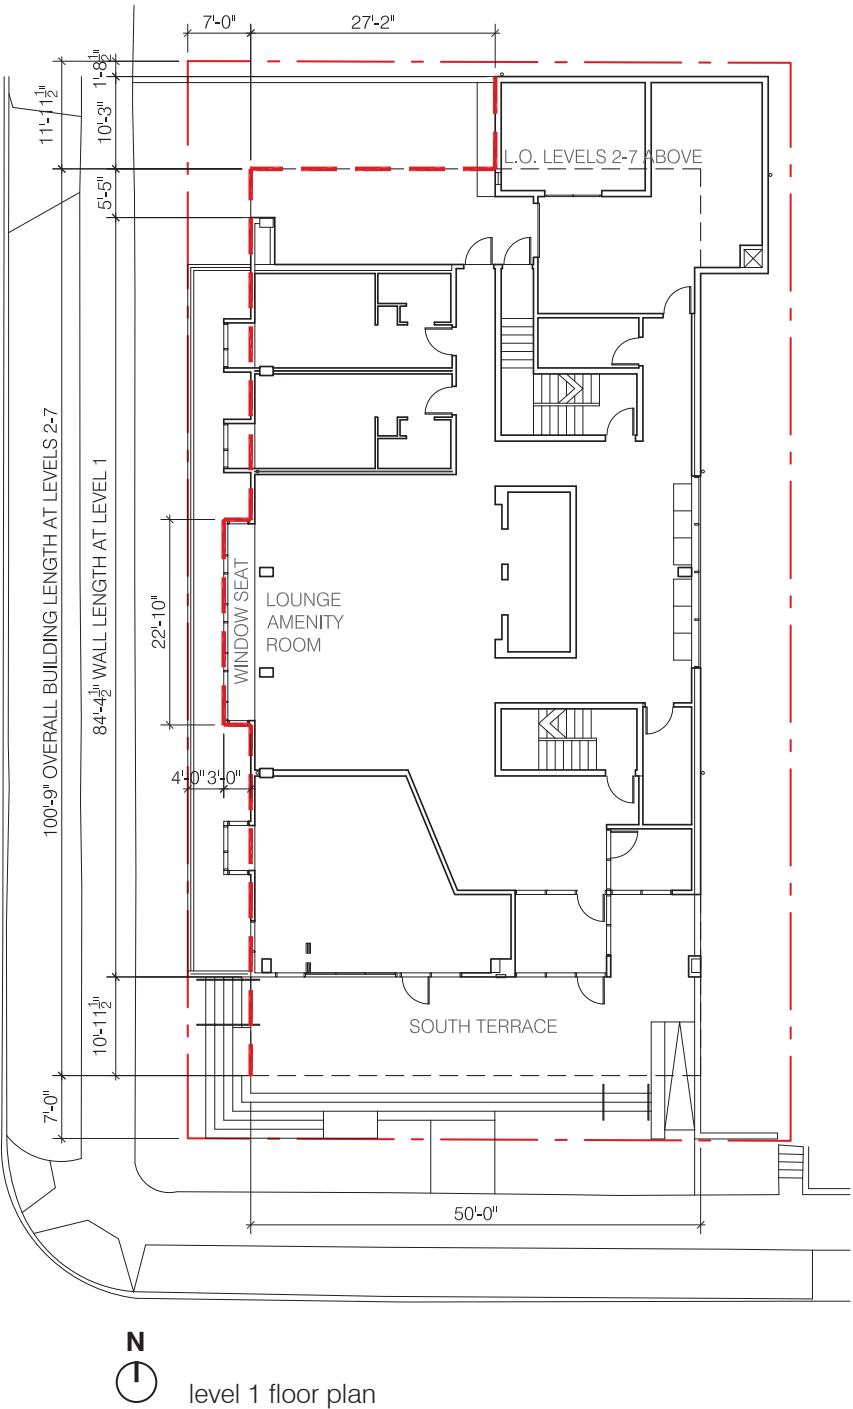 7'-0"
27'-2"
1'-8½"
11'-11½"
10'-3"
L.O. LEVELS 2-7 ABOVE
5'-5"
100'-9" OVERALL BUILDING LENGTH AT LEVELS 2-7
84'-4½" WALL LENGTH AT LEVEL 1
22'-10"
WINDOW SEAT
LOUNGE
AMENITY
ROOM
4'-0"
3'-0"
10'-11½"
SOUTH TERRACE
7'-0"
50'-0"
N
level 1 floor plan